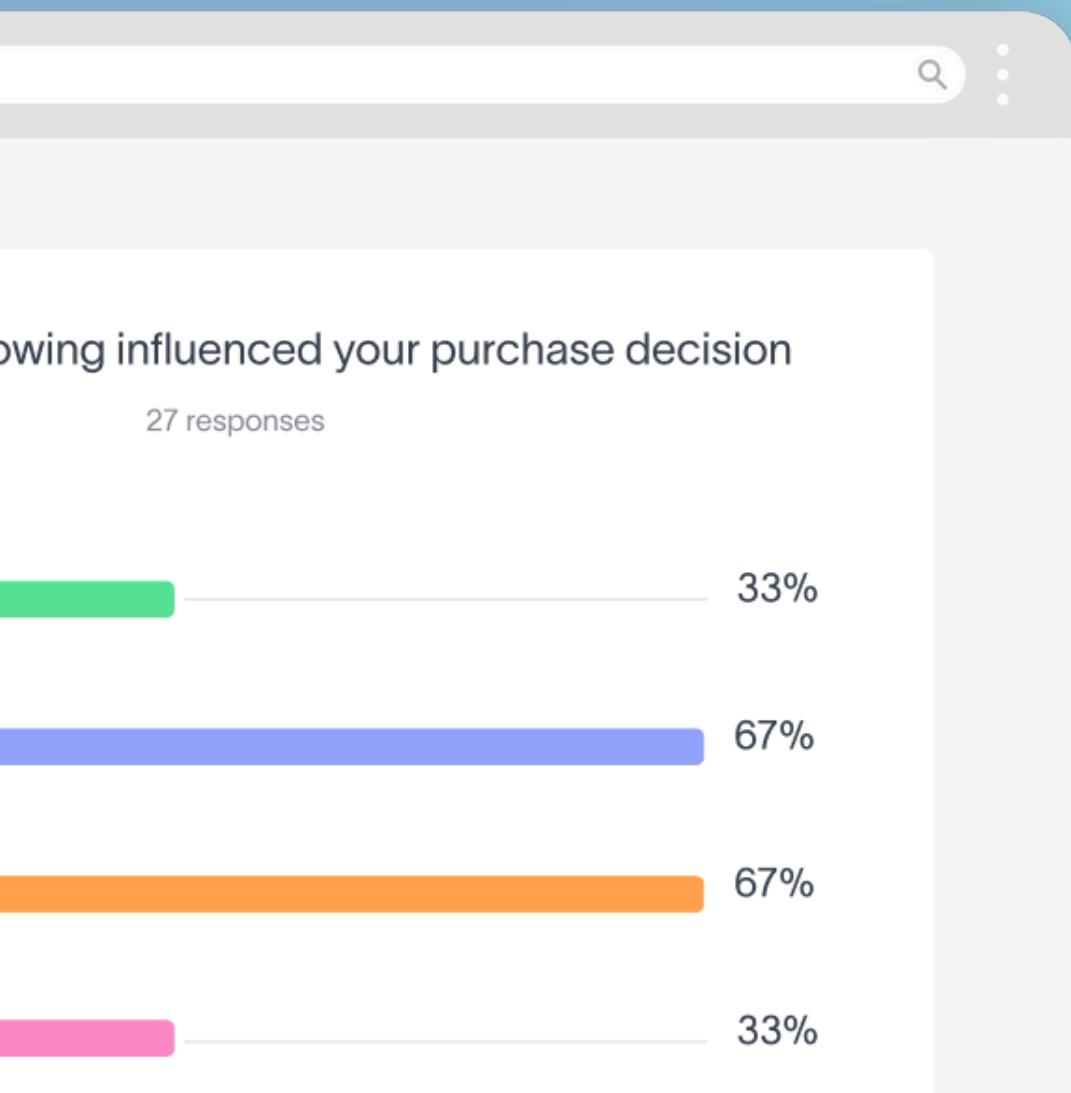 owing influenced your purchase decision
27 responses
33%
67%
67%
33%